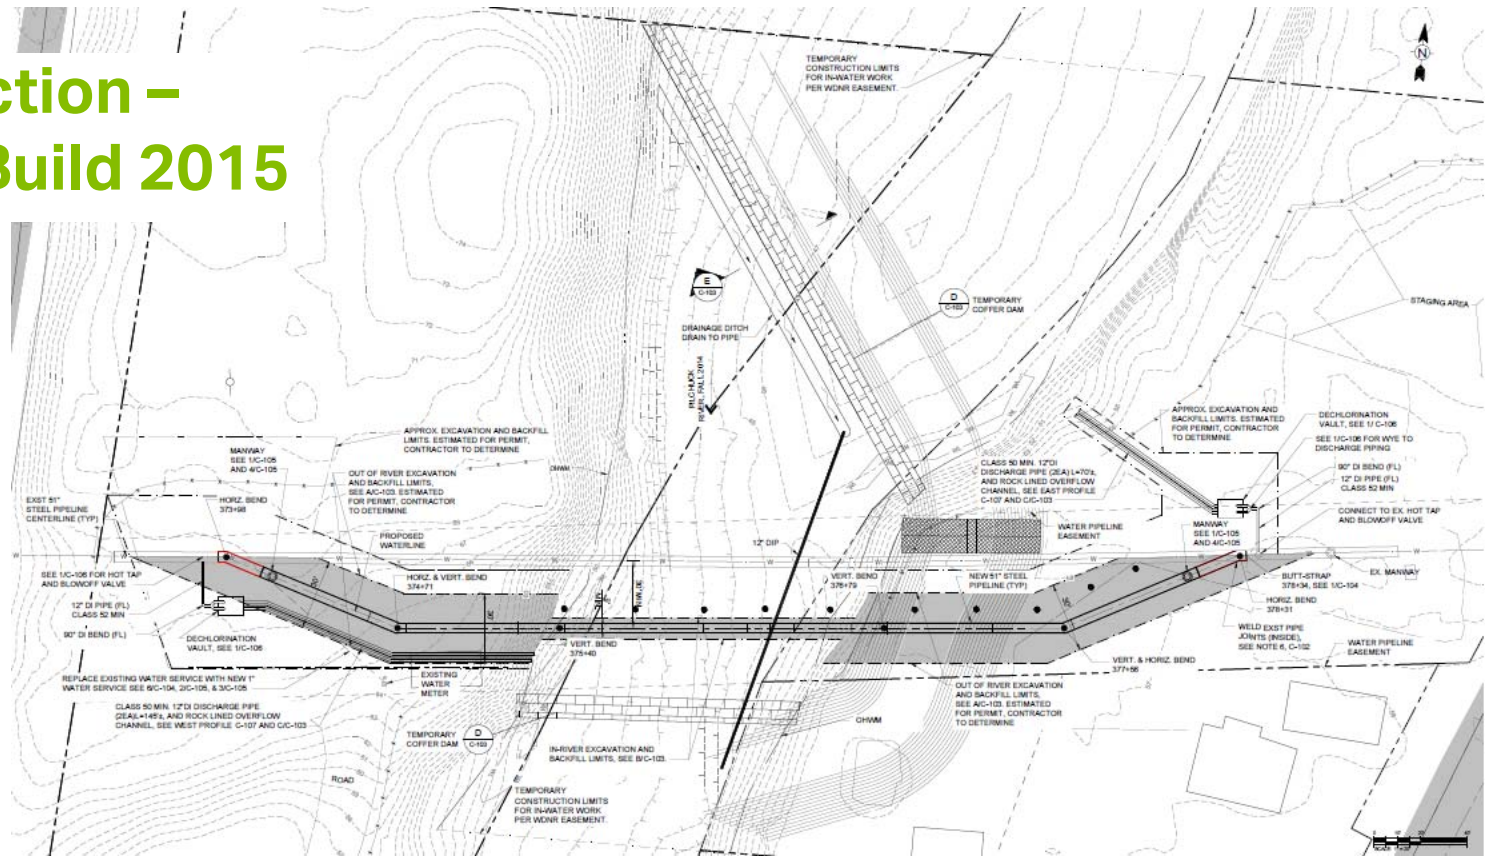 ction –
Build 2015
TEMPORARY
CONSTRUCTION LIMITS
FOR IN-WATER WORK
PER WDNR EASEMENT.
N
STAGING AREA
E
C-103
D
C-103
TEMPORARY
COFFER DAM
DRAINAGE DITCH
DRAIN TO PIPE
PILCHUCK
RIVER, FALL 2014
APPROX. EXCAVATION AND BACKFILL
LIMITS. ESTIMATED FOR PERMIT,
CONTRACTOR TO DETERMINE
MANWAY
SEE 1/C-105
AND 4/C-105
OUT OF RIVER EXCAVATION
AND BACKFILL LIMITS,
SEE A/C-103. ESTIMATED
FOR PERMIT, CONTRACTOR
TO DETERMINE
OHWM
EXST 51"
STEEL PIPELINE
CENTERLINE (TYP)
HORIZ. BEND
373+98
PROPOSED
WATERLINE
CLASS 50 MIN. 12"DI
DISCHARGE PIPE (2EA) L=70'±,
AND ROCK LINED OVERFLOW
CHANNEL, SEE EAST PROFILE
C-107 AND C/C-103
APPROX. EXCAVATION AND
BACKFILL LIMITS. ESTIMATED
FOR PERMIT, CONTRACTOR
TO DETERMINE
DECHLORINATION
VAULT, SEE 1/ C-106
SEE 1/C-106 FOR WYE TO
DISCHARGE PIPING
90° DI BEND (FL)
12" DI PIPE (FL)
CLASS 52 MIN
CONNECT TO EX. HOT TAP
AND BLOWOFF VALVE
WATER PIPELINE
EASEMENT
MANWAY
SEE 1/C-105
AND 4/C-105
12" DIP
SEE 1/C-106 FOR HOT TAP
AND BLOWOFF VALVE
HORZ. & VERT. BEND
374+71
30' MIN
VERT. BEND
376+79
NEW 51" STEEL
PIPELINE (TYP)
EX. MANWAY
BUTT-STRAP
378+34, SEE 1/C-104
HORIZ. BEND
378+31
12" DI PIPE (FL)
CLASS 52 MIN
90° DI BEND (FL)
DECHLORINATION
VAULT, SEE 1/C-106
30'
VERT. BEND
375+40
WELD EXST PIPE
JOINTS (INSIDE),
SEE NOTE 6, C-102
WATER PIPELINE
EASEMENT
VERT. & HORIZ. BEND
377+56
REPLACE EXISTING WATER SERVICE WITH NEW 1"
WATER SERVICE SEE 6/C-104, 2/C-105, & 3/C-105
EXISTING
WATER
METER
OUT OF RIVER EXCAVATION
AND BACKFILL LIMITS,
SEE A/C-103. ESTIMATED
FOR PERMIT, CONTRACTOR
TO DETERMINE
CLASS 50 MIN. 12"DI DISCHARGE PIPE
(2EA)L=145'±, AND ROCK LINED OVERFLOW
CHANNEL, SEE WEST PROFILE C-107 AND C/C-103
OHWM
TEMPORARY
COFFER DAM
D
C-103
IN-RIVER EXCAVATION AND
BACKFILL LIMITS, SEE B/C-103.
ROAD
TEMPORARY
CONSTRUCTION LIMITS
FOR IN-WATER WORK
PER WDNR EASEMENT.